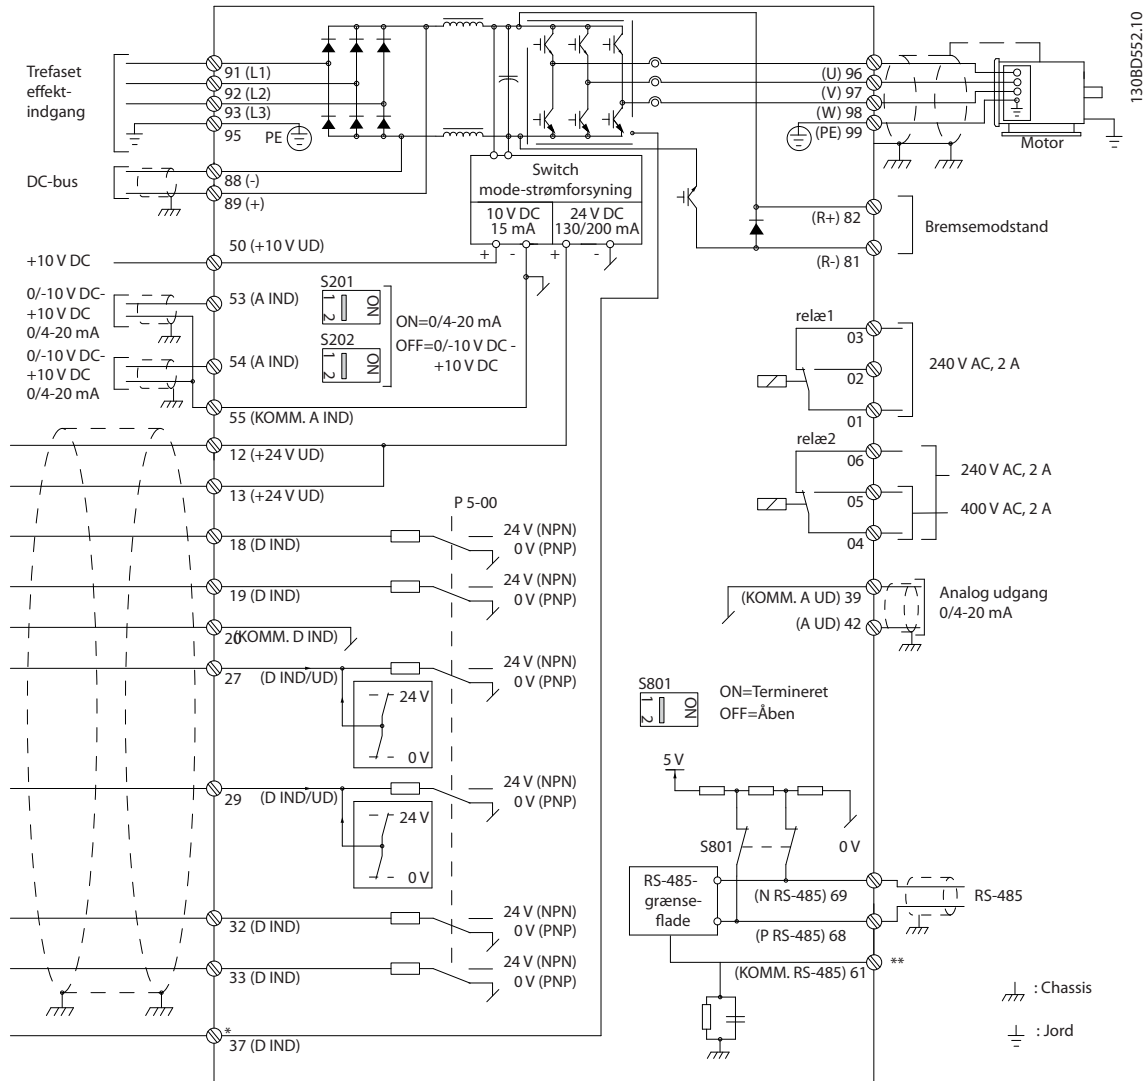 130BD552.10
Trefaset
effekt-
indgang
91 (L1)
92 (L2)
93 (L3)
95
PE
DC-bus
88 (-)
89 (+)
50 (+10 V UD)
+10 V DC
0/-10 V DC-
+10 V DC
0/4-20 mA
53 (A IND)
0/-10 V DC-
+10 V DC
0/4-20 mA
54 (A IND)
55 (KOMM. A IND)
12 (+24 V UD)
13 (+24 V UD)
18 (D IND)
19 (D IND)
20 (KOMM. D IND)
27 (D IND/UD)
29 (D IND/UD)
32 (D IND)
33 (D IND)
*
37 (D IND)
Switch
mode-strømforsyning
10 V DC
15 mA
24 V DC
130/200 mA
+ - + -
S201
1 2 ON
S202
1 2 ON
ON=0/4-20 mA
OFF=0/-10 V DC -
+10 V DC
P 5-00
24 V (NPN)
0 V (PNP)
24 V (NPN)
0 V (PNP)
24 V (NPN)
0 V (PNP)
24 V
0 V
24 V (NPN)
0 V (PNP)
24 V
0 V
24 V (NPN)
0 V (PNP)
24 V (NPN)
0 V (PNP)
(U) 96
(V) 97
(W) 98
(PE) 99
Motor
(R+) 82
(R-) 81
Bremsemodstand
relæ1
03
02
01
240 V AC, 2 A
relæ2
06
05
04
240 V AC, 2 A
400 V AC, 2 A
(KOMM. A UD) 39
(A UD) 42
Analog udgang
0/4-20 mA
S801
1 2 ON
ON=Termineret
OFF=Åben
5 V
S801
0 V
RS-485-
grænse-
flade
(N RS-485) 69
(P RS-485) 68
(KOMM. RS-485) 61
**
RS-485
: Chassis
: Jord